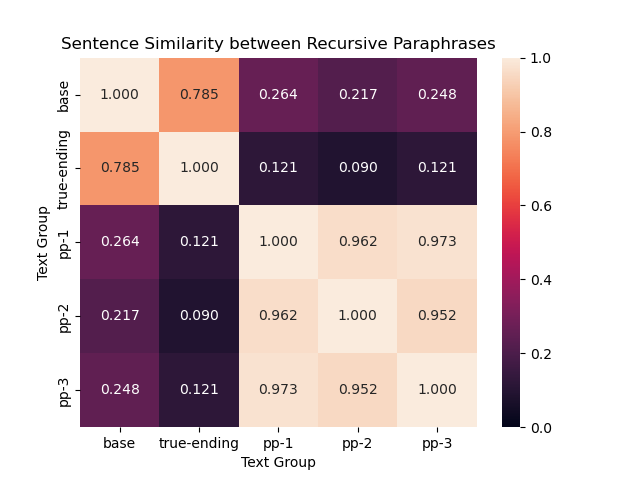 Sentence Similarity between Recursive Paraphrases
base 1.000 0.785 0.264 0.217 0.248
true-ending 0.785 1.000 0.121 0.090 0.121
pp-1 0.264 0.121 1.000 0.962 0.973
pp-2 0.217 0.090 0.962 1.000 0.952
pp-3 0.248 0.121 0.973 0.952 1.000
Text Group
base true-ending pp-1 pp-2 pp-3
Text Group
1.0
0.8
0.6
0.4
0.2
0.0